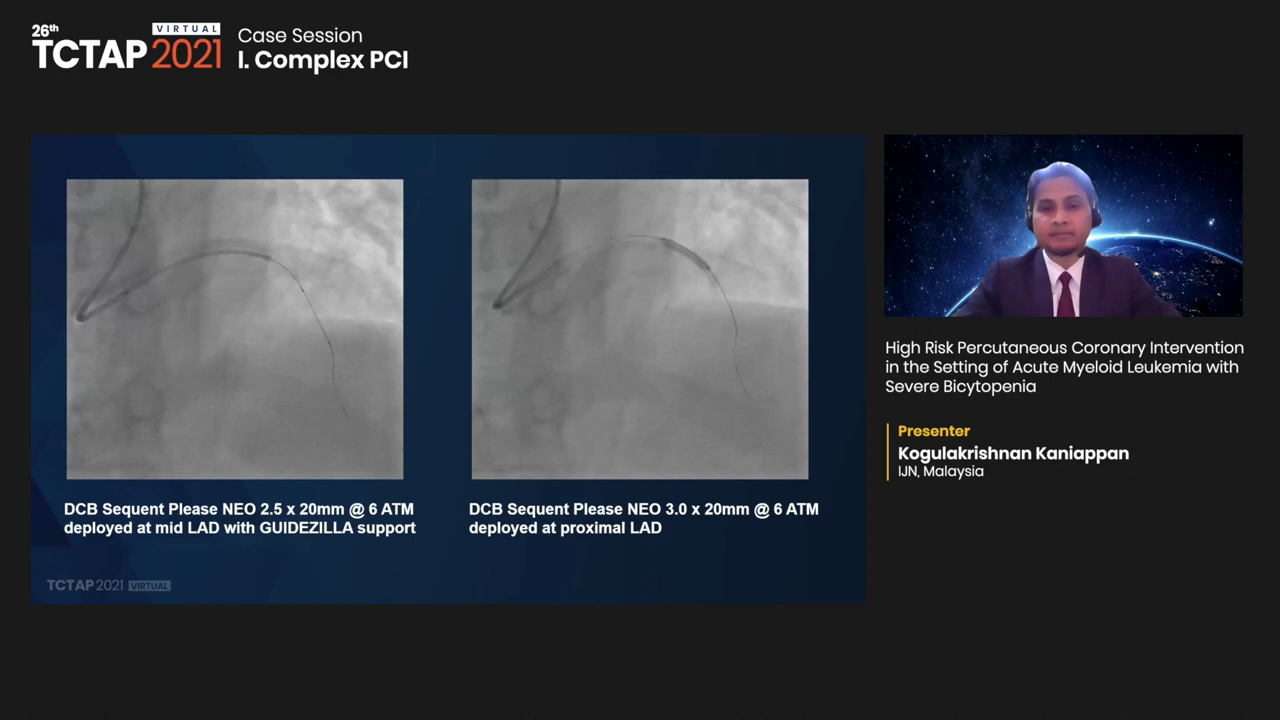 26th
TCTAP VIRTUAL 2021
Case Session
I. Complex PCI
DCB Sequent Please NEO 2.5 x 20mm @ 6 ATM
deployed at mid LAD with GUIDEZILLA support
DCB Sequent Please NEO 3.0 x 20mm @ 6 ATM
deployed at proximal LAD
TCTAP 2021 VIRTUAL
High Risk Percutaneous Coronary Intervention
in the Setting of Acute Myeloid Leukemia with
Severe Bicytopenia
Presenter
Kogulakrishnan Kaniappan
IJN, Malaysia